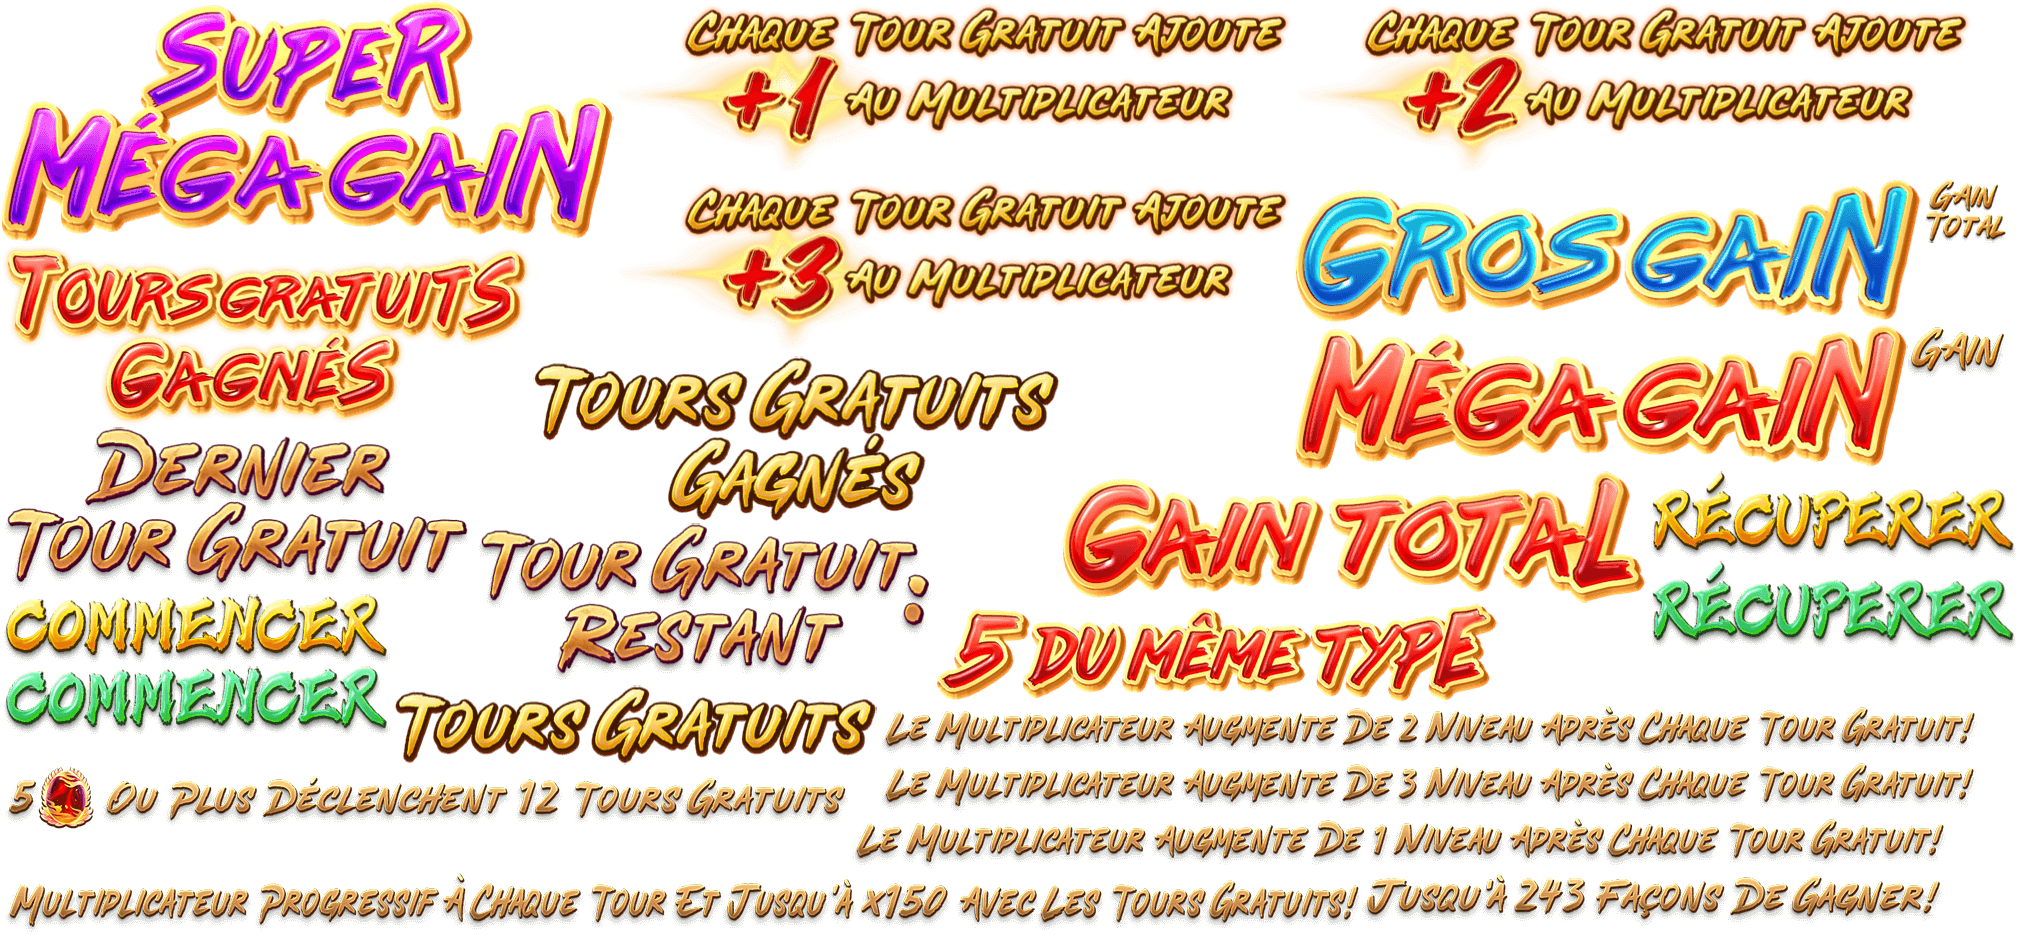 Super
Méga Gain
Chaque Tour Gratuit Ajoute
+1 Au Multiplicateur
Chaque Tour Gratuit Ajoute
+2 Au Multiplicateur
Chaque Tour Gratuit Ajoute
+3 Au Multiplicateur
Gros Gain
Gain
Total
Tours Gratuits
Gagnés
Méga Gain
Gain
Tours Gratuits
Gagnés
Dernier
Tour Gratuit
Gain Total
RÉCUPERER
RÉCUPERER
Tour Gratuit :
Restant
COMMENCER
COMMENCER
5 DU MÊME TYPE
Tours Gratuits
Le Multiplicateur Augmente De 2 Niveau Après Chaque Tour Gratuit!
Le Multiplicateur Augmente De 3 Niveau Après Chaque Tour Gratuit!
Le Multiplicateur Augmente De 1 Niveau Après Chaque Tour Gratuit!
5 Ou Plus Déclenchent 12 Tours Gratuits
Multiplicateur Progressif À Chaque Tour Et Jusqu'À x150 Avec Les Tours Gratuits!
Jusqu'À 243 Façons De Gagner!